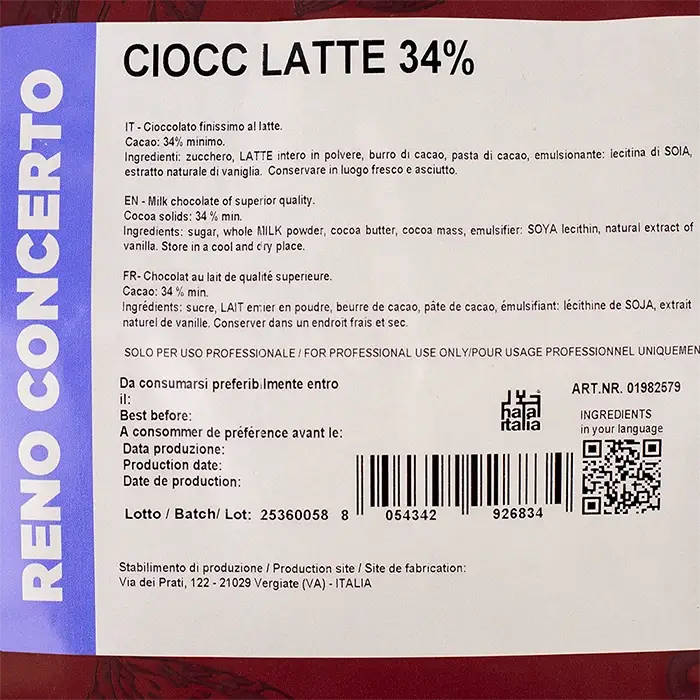 RENO CONCERTO
CIOCC LATTE 34%
IT - Cioccolato finissimo al latte.
Cacao: 34% minimo.
Ingredienti: zucchero, LATTE intero in polvere, burro di cacao, pasta di cacao, emulsionante: lecitina di SOIA,
estratto naturale di vaniglia. Conservare in luogo fresco e asciutto.
EN - Milk chocolate of superior quality.
Cocoa solids: 34 % min.
Ingredients: sugar, whole MILK powder, cocoa butter, cocoa mass, emulsifier: SOYA lecithin, natural extract of
vanilla. Store in a cool and dry place.
FR- Chocolat au lait de qualité superieure.
Cacao: 34 % min.
Ingrédients: sucre, LAIT entier en poudre, beurre de cacao, pâte de cacao, émulsifiant: lécithine de SOJA, extrait
naturel de vanille. Conserver dans un endroit frais et sec.
SOLO PER USO PROFESSIONALE / FOR PROFESSIONAL USE ONLY/POUR USAGE PROFESSIONNEL UNIQUEMEN
Da consumarsi preferibilmente entro
il:
Best before:
A consommer de préférence avant le:
Data produzione:
Production date:
Date de production:
halal
italia
ART.NR. 01982579
INGREDIENTS
in your language
Lotto / Batch/ Lot: 25360058
8 054342 926834
Stabilimento di produzione / Production site / Site de fabrication:
Via dei Prati, 122 - 21029 Vergiate (VA) - ITALIA